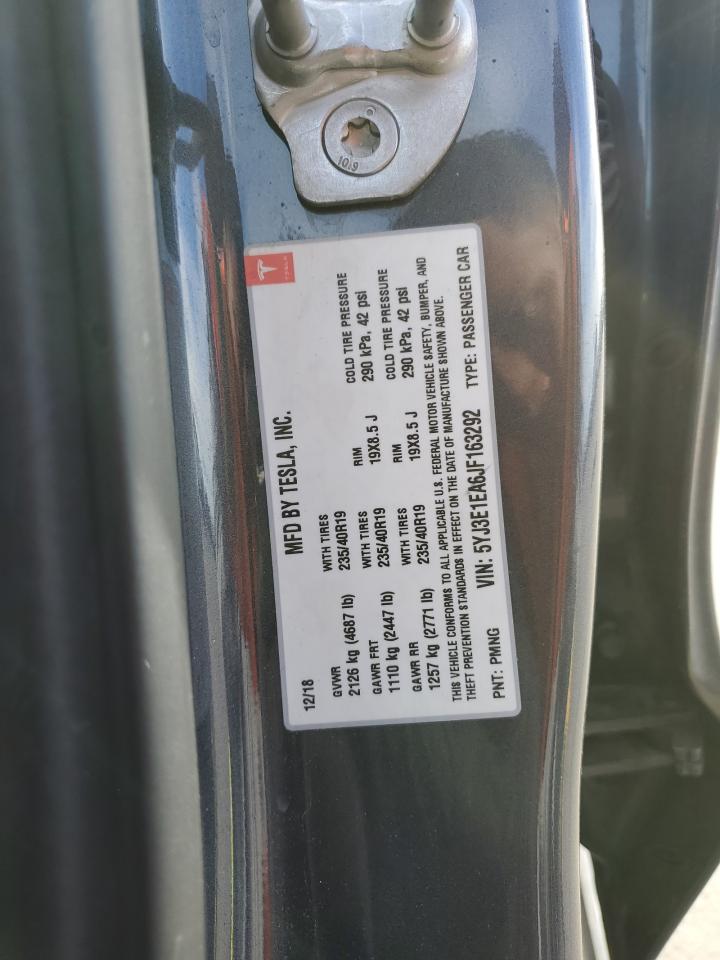 10.9
TESLA
12/18 MFD BY TESLA, INC.
GVWR WITH TIRES RIM COLD TIRE PRESSURE
2126 kg (4687 lb) 235/40R19 19X8.5 J 290 kPa, 42 psi
GAWR FRT WITH TIRES RIM COLD TIRE PRESSURE
1110 kg (2447 lb) 235/40R19 19X8.5 J 290 kPa, 42 psi
GAWR RR WITH TIRES
1257 kg (2771 lb) 235/40R19
THIS VEHICLE CONFORMS TO ALL APPLICABLE U.S. FEDERAL MOTOR VEHICLE SAFETY, BUMPER, AND
THEFT PREVENTION STANDARDS IN EFFECT ON THE DATE OF MANUFACTURE SHOWN ABOVE.
PNT: PMNG VIN: 5YJ3E1EA6JF163292 TYPE: PASSENGER CAR